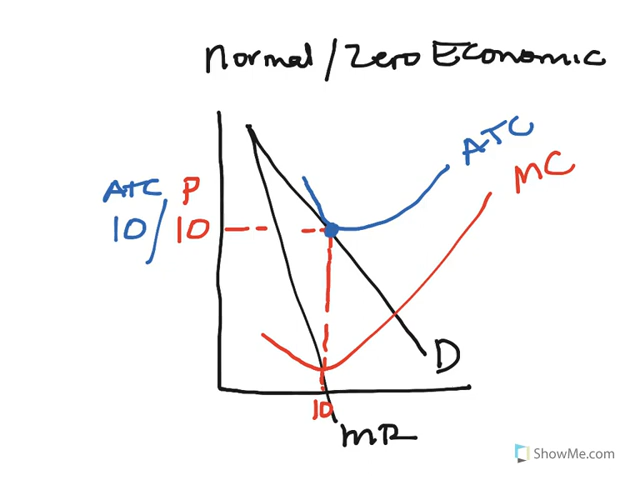 Normal/Zero Economic
ATC
MC
ATC P
10/10
D
10
MR
ShowMe.com